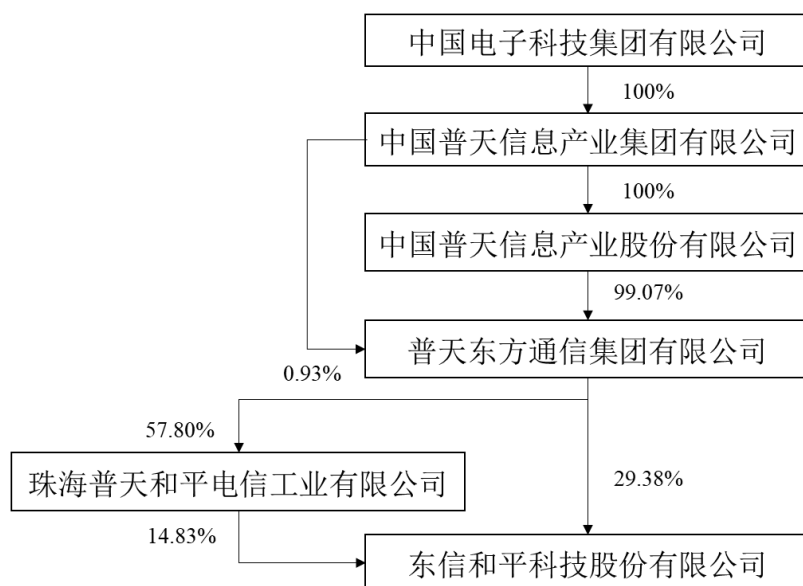 中国电子科技集团有限公司
100%
中国普天信息产业集团有限公司
100%
中国普天信息产业股份有限公司
99.07%
普天东方通信集团有限公司
0.93%
57.80%
珠海普天和平电信工业有限公司
29.38%
14.83%
东信和平科技股份有限公司